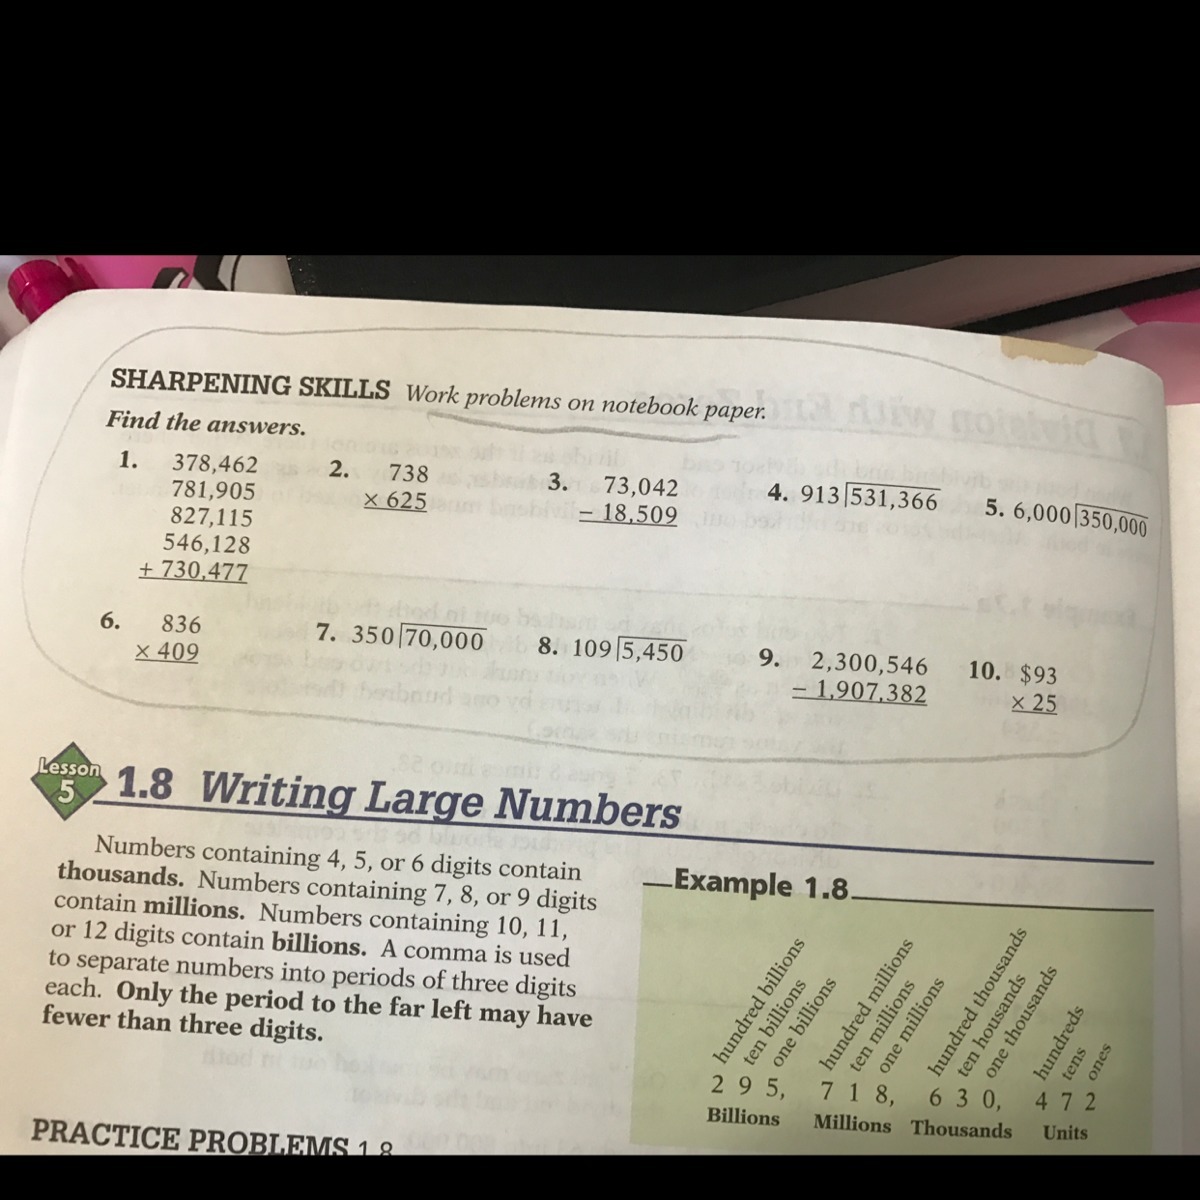 SHARPENING SKILLS Work problems on notebook paper.
Find the answers.
1. 378,462
781,905
827,115
546,128
+ 730,477
2. 738
× 625
3. 73,042
− 18,509
4. 913 531,366
5. 6,000 350,000
6. 836
× 409
7. 350 70,000
8. 109 5,450
9. 2,300,546
− 1,907,382
10. $93
× 25
Lesson
5
1.8 Writing Large Numbers
Numbers containing 4, 5, or 6 digits contain
thousands. Numbers containing 7, 8, or 9 digits
contain millions. Numbers containing 10, 11,
or 12 digits contain billions. A comma is used
to separate numbers into periods of three digits
each. Only the period to the far left may have
fewer than three digits.
Example 1.8
hundred billions
ten billions
one billions
hundred millions
ten millions
one millions
hundred thousands
ten housands
one thousands
hundreds
tens
ones
2 9 5, 7 1 8, 6 3 0, 4 7 2
Billions Millions Thousands Units
PRACTICE PROBLEMS 1.8